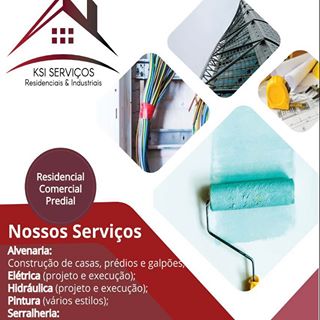 KSI SERVIÇOS
Residenciais & Industriais
Residencial
Comercial
Predial
Nossos Serviços
Alvenaria:
Construção de casas, prédios e galpões;
Elétrica (projeto e execução);
Hidráulica (projeto e execução);
Pintura (vários estilos);
Serralheria: